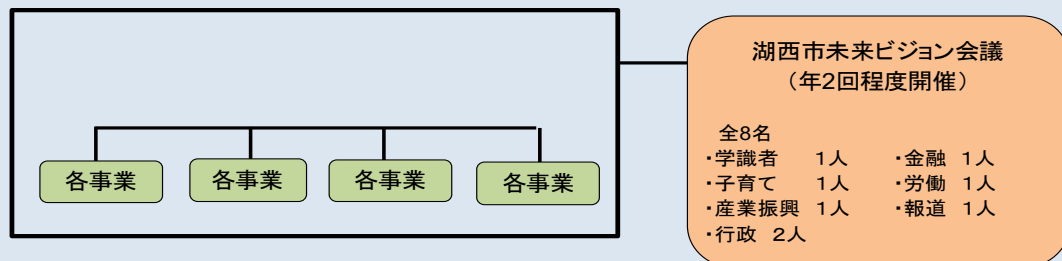 各事業
各事業
各事業
各事業
湖西市未来ビジョン会議
（年2回程度開催）
全8名
・学識者　1人　・金融　1人
・子育て　1人　・労働　1人
・産業振興　1人　・報道　1人
・行政　2人